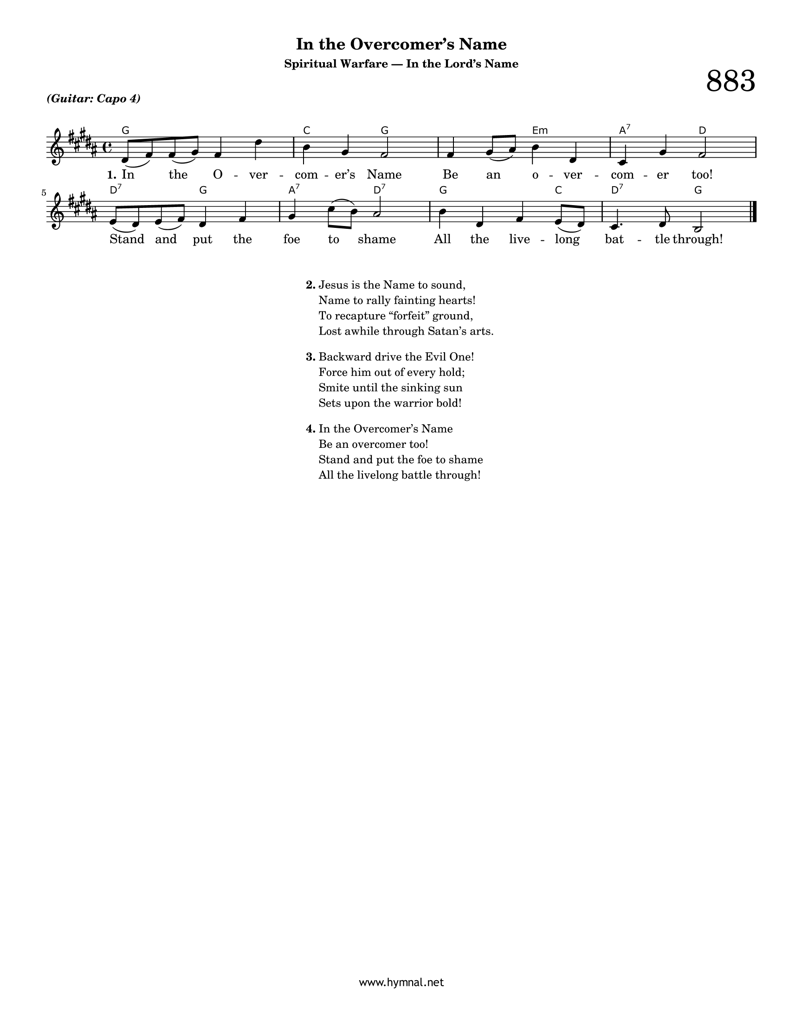 In the Overcomer's Name
Spiritual Warfare — In the Lord's Name
883
(Guitar: Capo 4)
G C G Em A7 D
1. In the O - ver - com - er's Name Be an o - ver - com - er too!
5 D7 G A7 D7 G C D7 G
Stand and put the foe to shame All the live - long bat - tle through!
2. Jesus is the Name to sound,
Name to rally fainting hearts!
To recapture “forfeit” ground,
Lost awhile through Satan's arts.
3. Backward drive the Evil One!
Force him out of every hold;
Smite until the sinking sun
Sets upon the warrior bold!
4. In the Overcomer's Name
Be an overcomer too!
Stand and put the foe to shame
All the livelong battle through!
www.hymnal.net